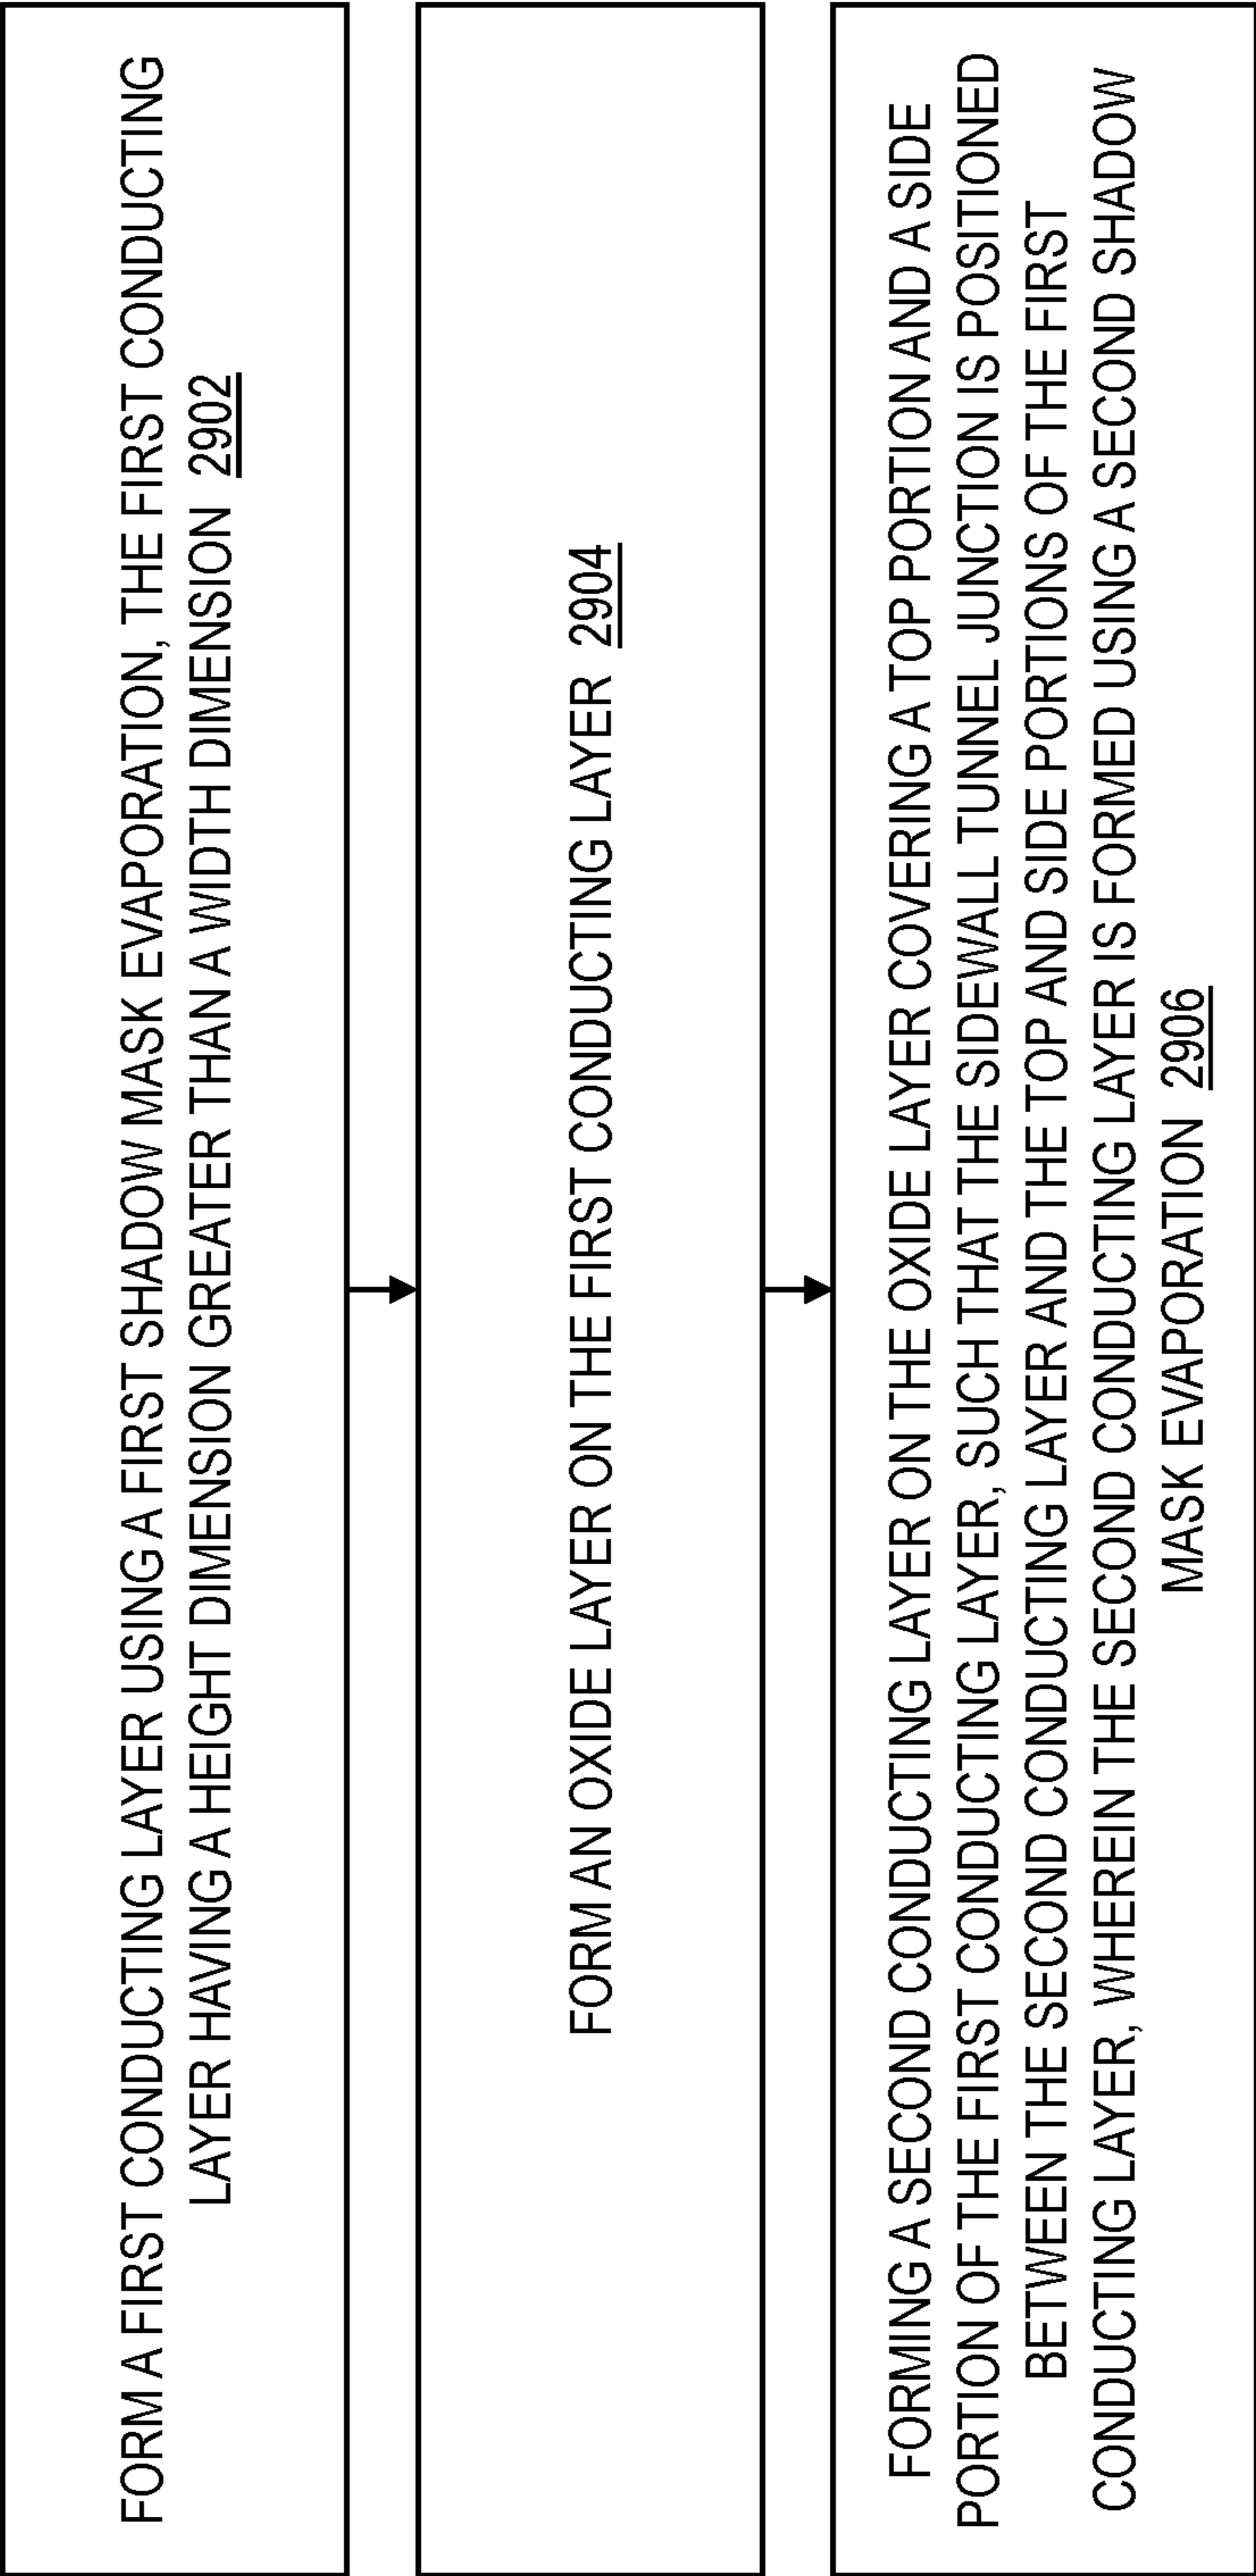 FORM A FIRST CONDUCTING LAYER USING A FIRST SHADOW MASK EVAPORATION, THE FIRST CONDUCTING
LAYER HAVING A HEIGHT DIMENSION GREATER THAN A WIDTH DIMENSION 2902
FORM AN OXIDE LAYER ON THE FIRST CONDUCTING LAYER 2904
FORMING A SECOND CONDUCTING LAYER ON THE OXIDE LAYER COVERING A TOP PORTION AND A SIDE
PORTION OF THE FIRST CONDUCTING LAYER, SUCH THAT THE SIDEWALL TUNNEL JUNCTION IS POSITIONED
BETWEEN THE SECOND CONDUCTING LAYER AND THE TOP AND SIDE PORTIONS OF THE FIRST
CONDUCTING LAYER, WHEREIN THE SECOND CONDUCTING LAYER IS FORMED USING A SECOND SHADOW
MASK EVAPORATION 2906